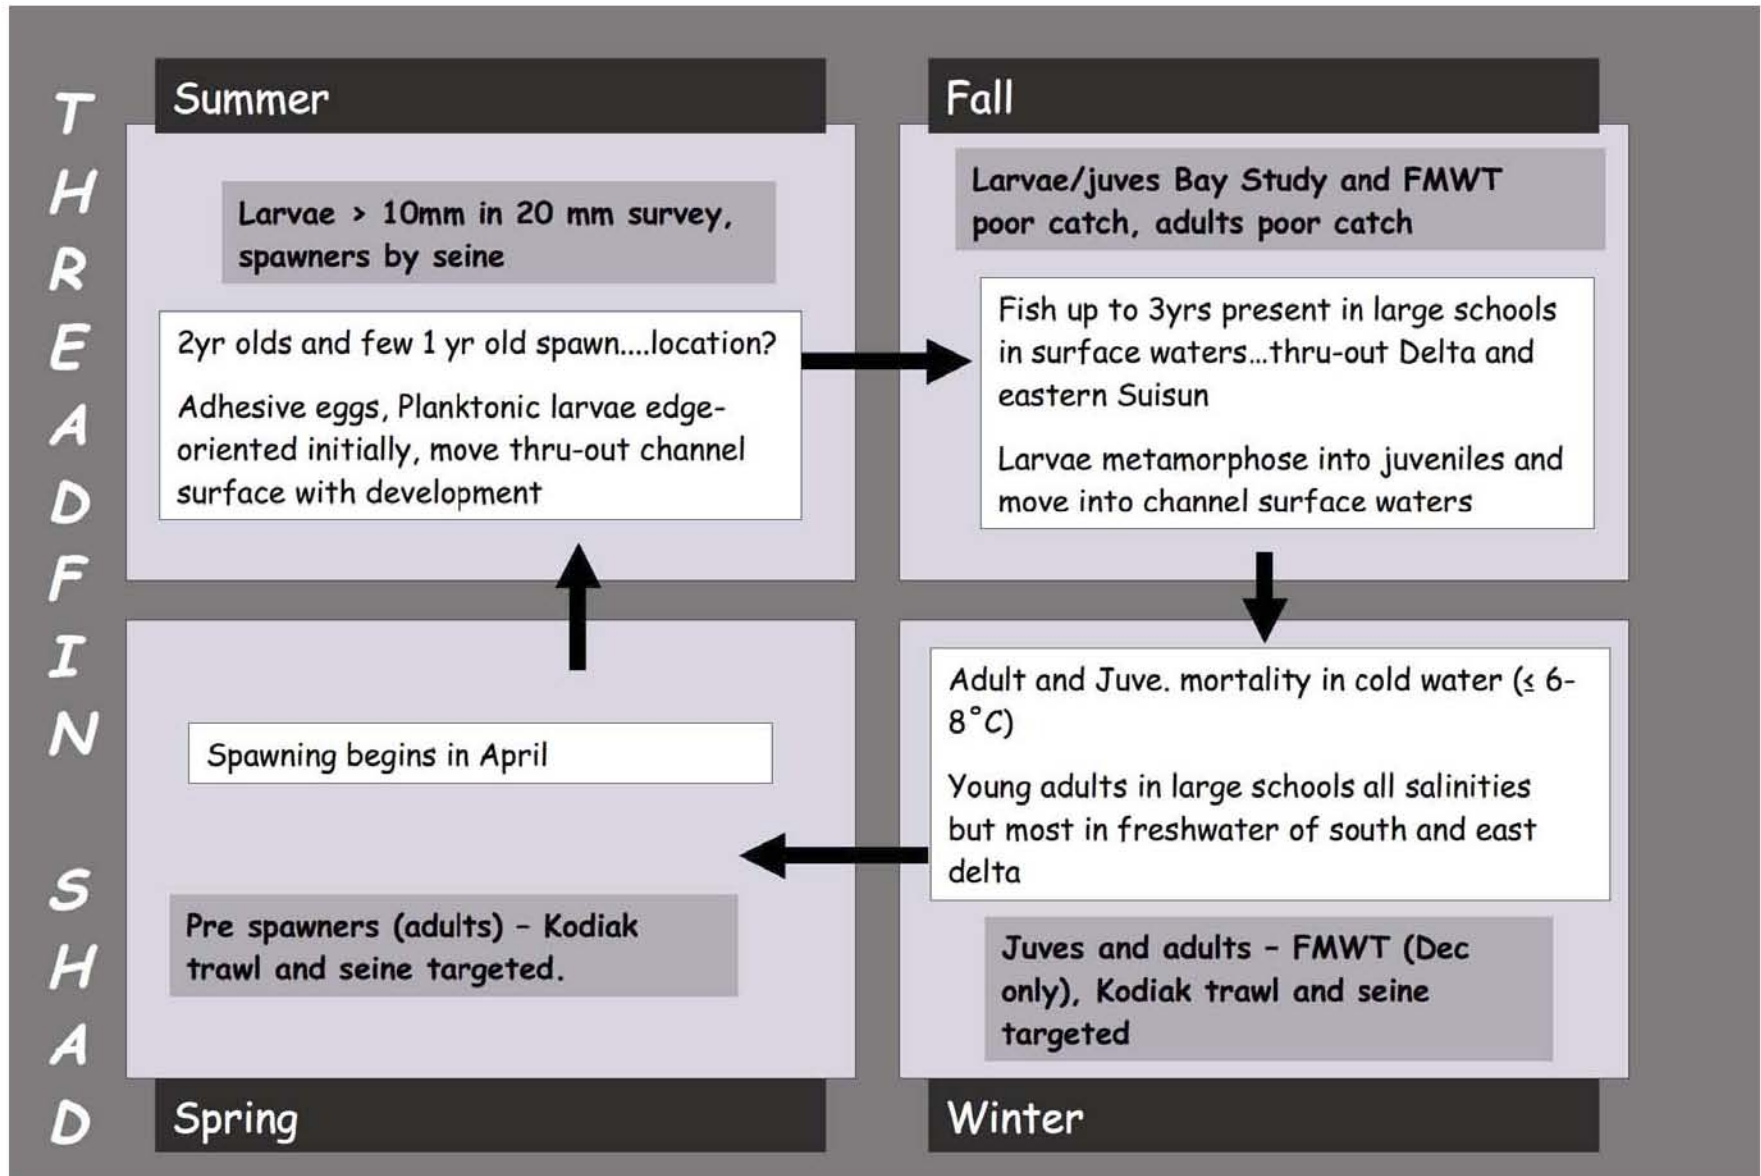 THREADFIN SHAD
Summer
Larvae > 10mm in 20 mm survey,
spawners by seine
2yr olds and few 1 yr old spawn....location?
Adhesive eggs, Planktonic larvae edge-
oriented initially, move thru-out channel
surface with development
Fall
Larvae/juves Bay Study and FMWT
poor catch, adults poor catch
Fish up to 3yrs present in large schools
in surface waters...thru-out Delta and
eastern Suisun
Larvae metamorphose into juveniles and
move into channel surface waters
Spawning begins in April
Pre spawners (adults) – Kodiak
trawl and seine targeted.
Spring
Adult and Juve. mortality in cold water (≤ 6-
8˚C)
Young adults in large schools all salinities
but most in freshwater of south and east
delta
Juves and adults – FMWT (Dec
only), Kodiak trawl and seine
targeted
Winter